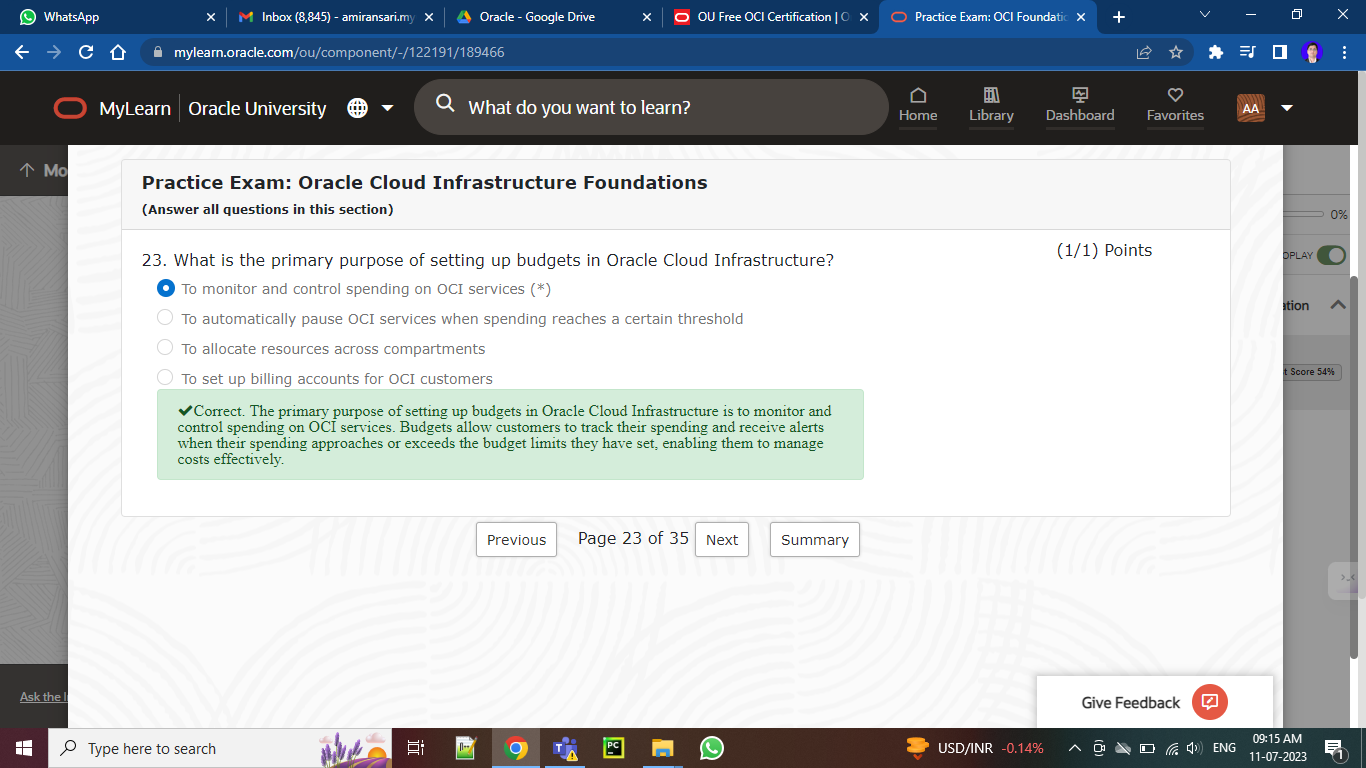 WhatsApp
Inbox (8,845) - amiransari.my
Oracle - Google Drive
OU Free OCI Certification | O
Practice Exam: OCI Foundatic
mylearn.oracle.com/ou/component/-/122191/189466
MyLearn
Oracle University
What do you want to learn?
Home
Library
Dashboard
Favorites
AA
Mo
Practice Exam: Oracle Cloud Infrastructure Foundations
(Answer all questions in this section)
0%
OPLAY
ation
t Score 54%
23. What is the primary purpose of setting up budgets in Oracle Cloud Infrastructure?
(1/1) Points
To monitor and control spending on OCI services (*)
To automatically pause OCI services when spending reaches a certain threshold
To allocate resources across compartments
To set up billing accounts for OCI customers
✔Correct. The primary purpose of setting up budgets in Oracle Cloud Infrastructure is to monitor and
control spending on OCI services. Budgets allow customers to track their spending and receive alerts
when their spending approaches or exceeds the budget limits they have set, enabling them to manage
costs effectively.
Previous
Page 23 of 35
Next
Summary
Ask the I
Give Feedback
Type here to search
PC
USD/INR -0.14%
ENG
09:15 AM
11-07-2023
1